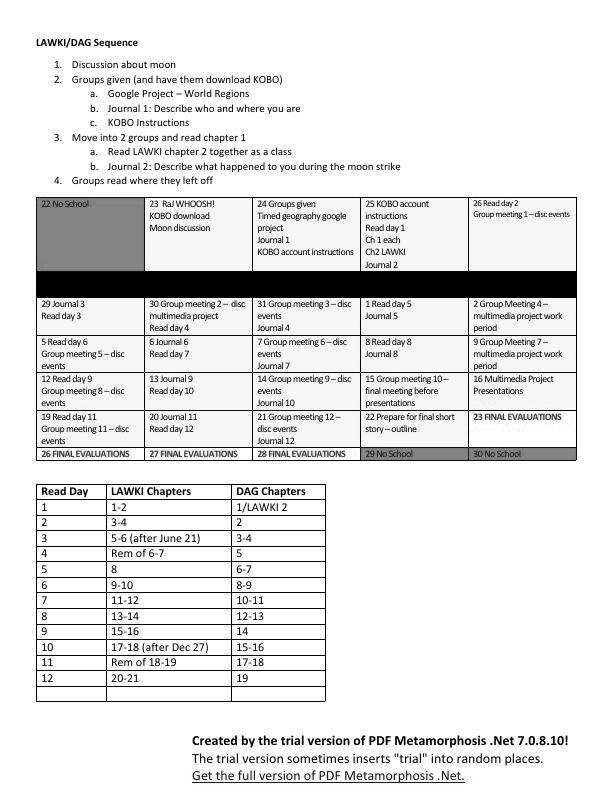 LAWKI/DAG Sequence
1. Discussion about moon
2. Groups given (and have them download KOBO)
a. Google Project – World Regions
b. Journal 1: Describe who and where you are
c. KOBO Instructions
3. Move into 2 groups and read chapter 1
a. Read LAWKI chapter 2 together as a class
b. Journal 2: Describe what happened to you during the moon strike
4. Groups read where they left off
22 No School
23 RaJ WHOOSH!
KOBO download
Moon discussion
24 Groups given
Timed geography google
project
Journal 1
KOBO account instructions
25 KOBO account
instructions
Read day 1
Ch 1 each
Ch2 LAWKI
Journal 2
26 Read day 2
Group meeting 1 – disc events
29 Journal 3
Read day 3
30 Group meeting 2 – disc
multimedia project
Read day 4
31 Group meeting 3 – disc
events
Journal 4
1 Read day 5
Journal 5
2 Group Meeting 4 –
multimedia project work
period
5 Read day 6
Group meeting 5 – disc
events
6 Journal 6
Read day 7
7 Group meeting 6 – disc
events
Journal 7
8 Read day 8
Journal 8
9 Group Meeting 7 –
multimedia project work
period
12 Read day 9
Group meeting 8 – disc
events
13 Journal 9
Read day 10
14 Group meeting 9 – disc
events
Journal 10
15 Group meeting 10 –
final meeting before
presentations
16 Multimedia Project
Presentations
19 Read day 11
Group meeting 11 – disc
events
20 Journal 11
Read day 12
21 Group meeting 12 –
disc events
Journal 12
22 Prepare for final short
story – outline
23 FINAL EVALUATIONS
26 FINAL EVALUATIONS
27 FINAL EVALUATIONS
28 FINAL EVALUATIONS
29 No School
30 No School
Read Day LAWKI Chapters DAG Chapters
1 1-2 1/LAWKI 2
2 3-4 2
3 5-6 (after June 21) 3-4
4 Rem of 6-7 5
5 8 6-7
6 9-10 8-9
7 11-12 10-11
8 13-14 12-13
9 15-16 14
10 17-18 (after Dec 27) 15-16
11 Rem of 18-19 17-18
12 20-21 19
Created by the trial version of PDF Metamorphosis .Net 7.0.8.10!
The trial version sometimes inserts "trial" into random places.
Get the full version of PDF Metamorphosis .Net.